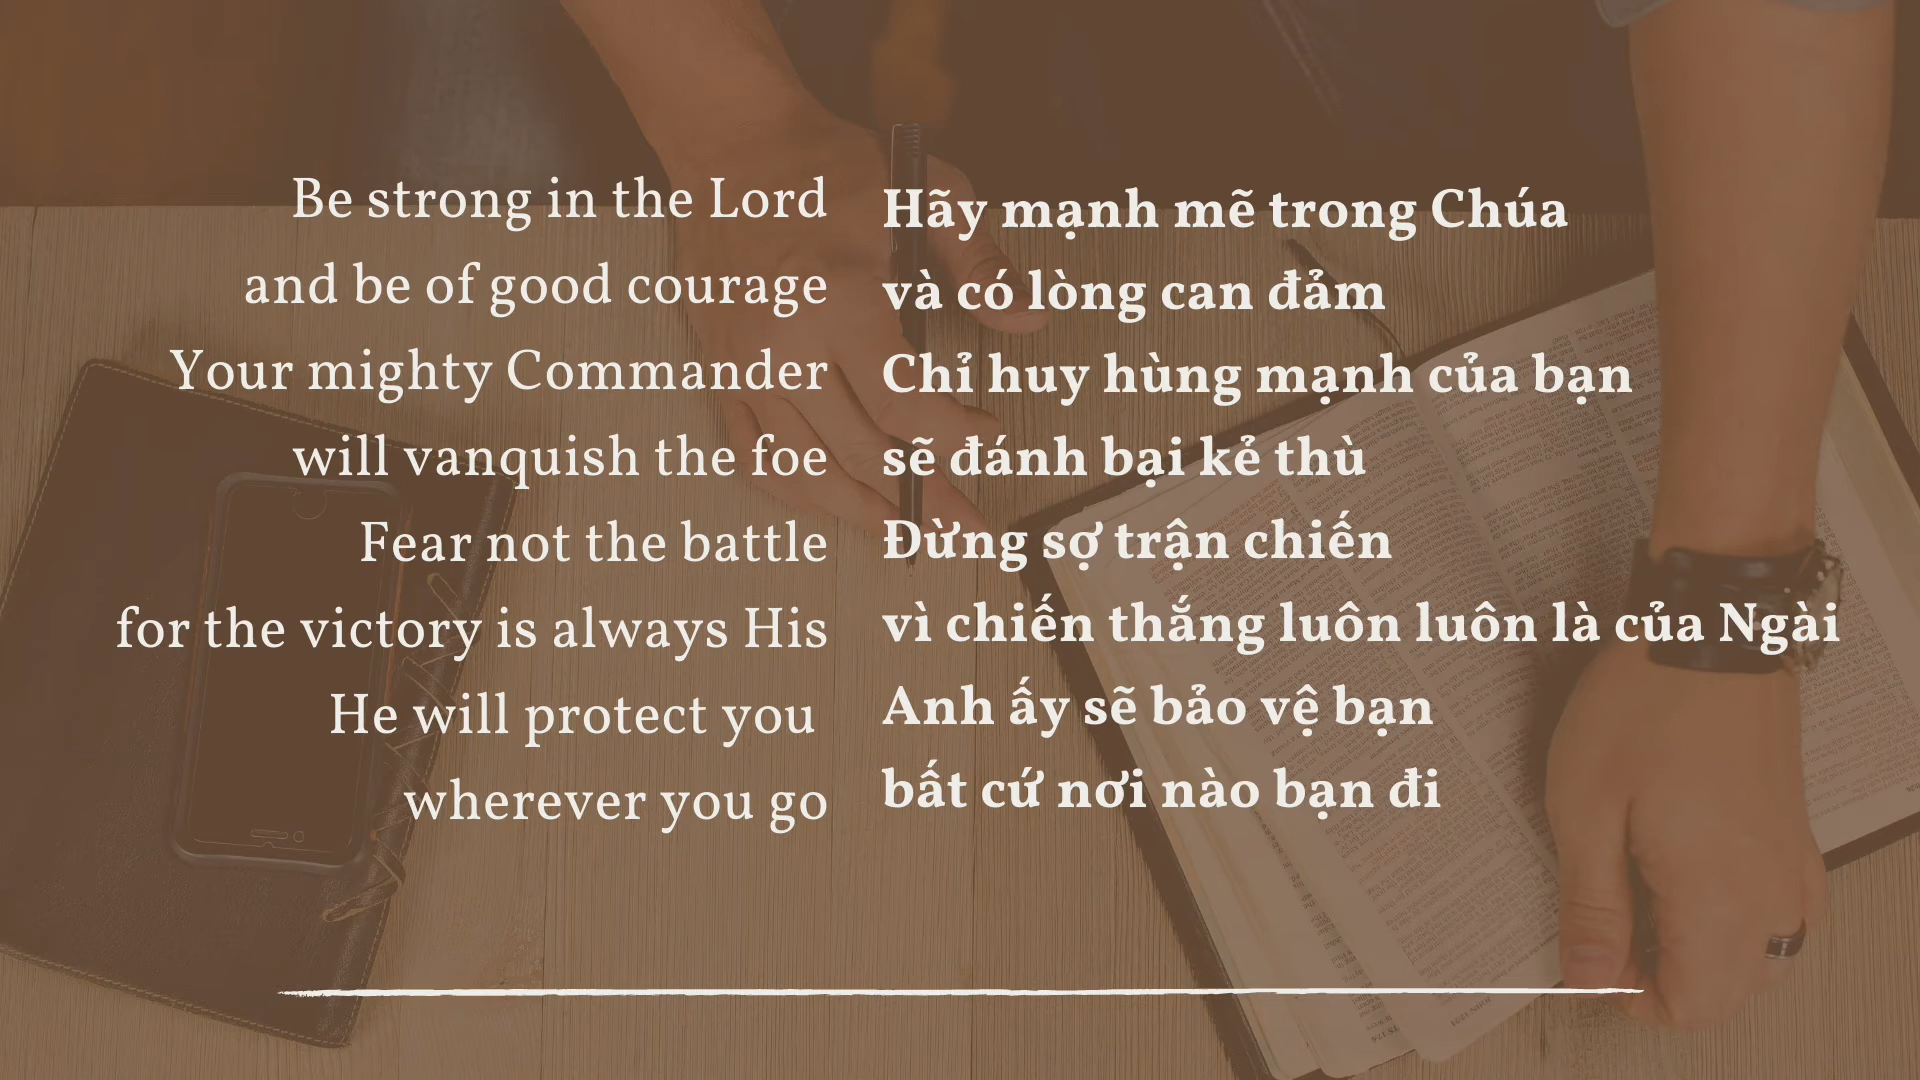 Be strong in the Lord
and be of good courage
Your mighty Commander
will vanquish the foe
Fear not the battle
for the victory is always His
He will protect you
wherever you go
Hãy mạnh mẽ trong Chúa
và có lòng can đảm
Chỉ huy hùng mạnh của bạn
sẽ đánh bại kẻ thù
Đừng sợ trận chiến
vì chiến thắng luôn luôn là của Ngài
Anh ấy sẽ bảo vệ bạn
bất cứ nơi nào bạn đi